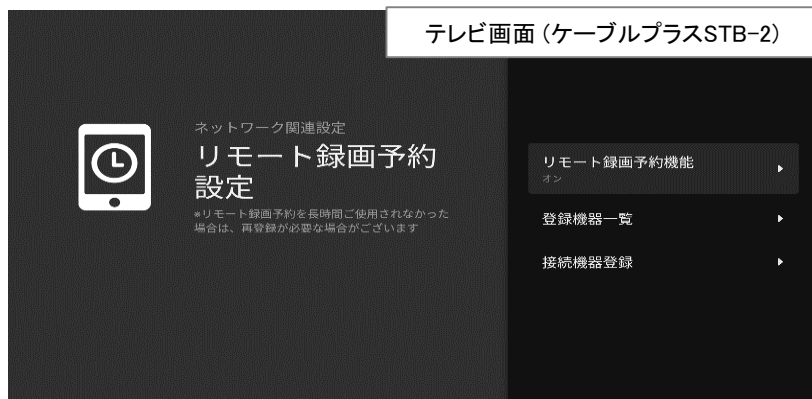 テレビ画面 (ケーブルプラスSTB-2)
ネットワーク関連設定
リモート録画予約
設定
※リモート録画予約を長時間ご使用されなかった
場合は、再登録が必要な場合がございます
リモート録画予約機能
オン
登録機器一覧
接続機器登録